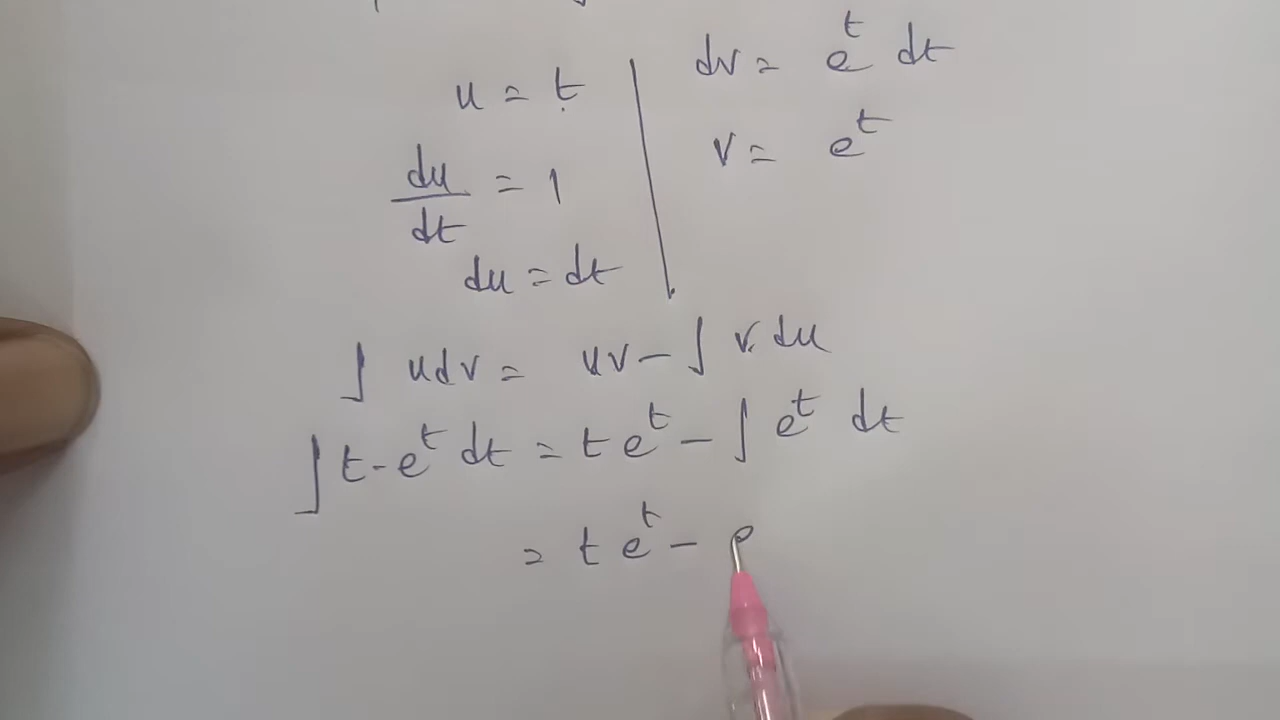 u = t
du/dt = 1
du = dt
dv = e^t dt
v = e^t
∫ u dv = uv - ∫ v. du
∫ t - e^t dt = t e^t - ∫ e^t dt
= t e^t - e